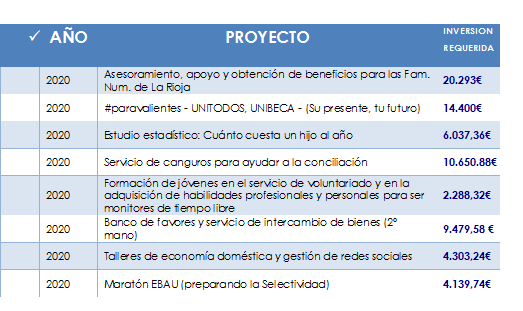 ✓ AÑO PROYECTO INVERSION
REQUERIDA
2020 Asesoramiento, apoyo y obtención de beneficios para las Fam. 20.293€
Num. de La Rioja
2020 #paravalientes - UNITODOS, UNIBECA - (Su presente, tu futuro) 14.400€
2020 Estudio estadístico: Cuánto cuesta un hijo al año 6.037,36€
2020 Servicio de canguros para ayudar a la conciliación 10.650.88€
Formación de jóvenes en el servicio de voluntariado y en la
2020 adquisición de habilidades profesionales y personales para ser 2.288,32€
monitores de tiempo libre
2020 Banco de favores y servicio de intercambio de bienes (2ª 9.479,58 €
mano)
2020 Talleres de economía doméstica y gestión de redes sociales 4.303,24€
2020 Maratón EBAU (preparando la Selectividad) 4.139,74€